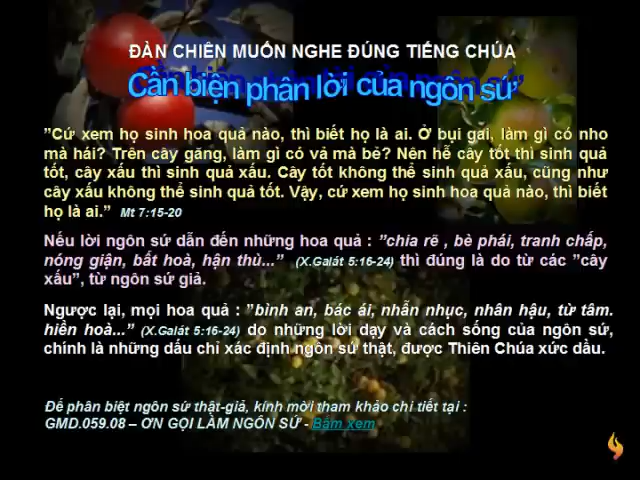 ĐÀN CHIÊN MUỐN NGHE ĐÚNG TIẾNG CHÚA
Cần biện phân lời của ngôn sứ
”Cứ xem họ sinh hoa quả nào, thì biết họ là ai. Ở bụi gai, làm gì có nho
mà hái? Trên cây găng, làm gì có vả mà bẻ? Nên hễ cây tốt thì sinh quả
tốt, cây xấu thì sinh quả xấu. Cây tốt không thể sinh quả xấu, cũng như
cây xấu không thể sinh quả tốt. Vậy, cứ xem họ sinh hoa quả nào, thì biết
họ là ai.” Mt 7:15-20
Nếu lời ngôn sứ dẫn đến những hoa quả : ”chia rẽ , bè phái, tranh chấp,
nóng giận, bất hoà, hận thù...” (X.Galát 5:16-24) thì đúng là do từ các ”cây
xấu”, từ ngôn sứ giả.
Ngược lại, mọi hoa quả : ”bình an, bác ái, nhẫn nhục, nhân hậu, từ tâm.
hiền hoà...” (X.Galát 5:16-24) do những lời dạy và cách sống của ngôn sứ,
chính là những dấu chỉ xác định ngôn sứ thật, được Thiên Chúa xức dầu.
Để phân biệt ngôn sứ thật-giả, kính mời tham khảo chi tiết tại :
GMD.059.08 – ƠN GỌI LÀM NGÔN SỨ - Bấm xem